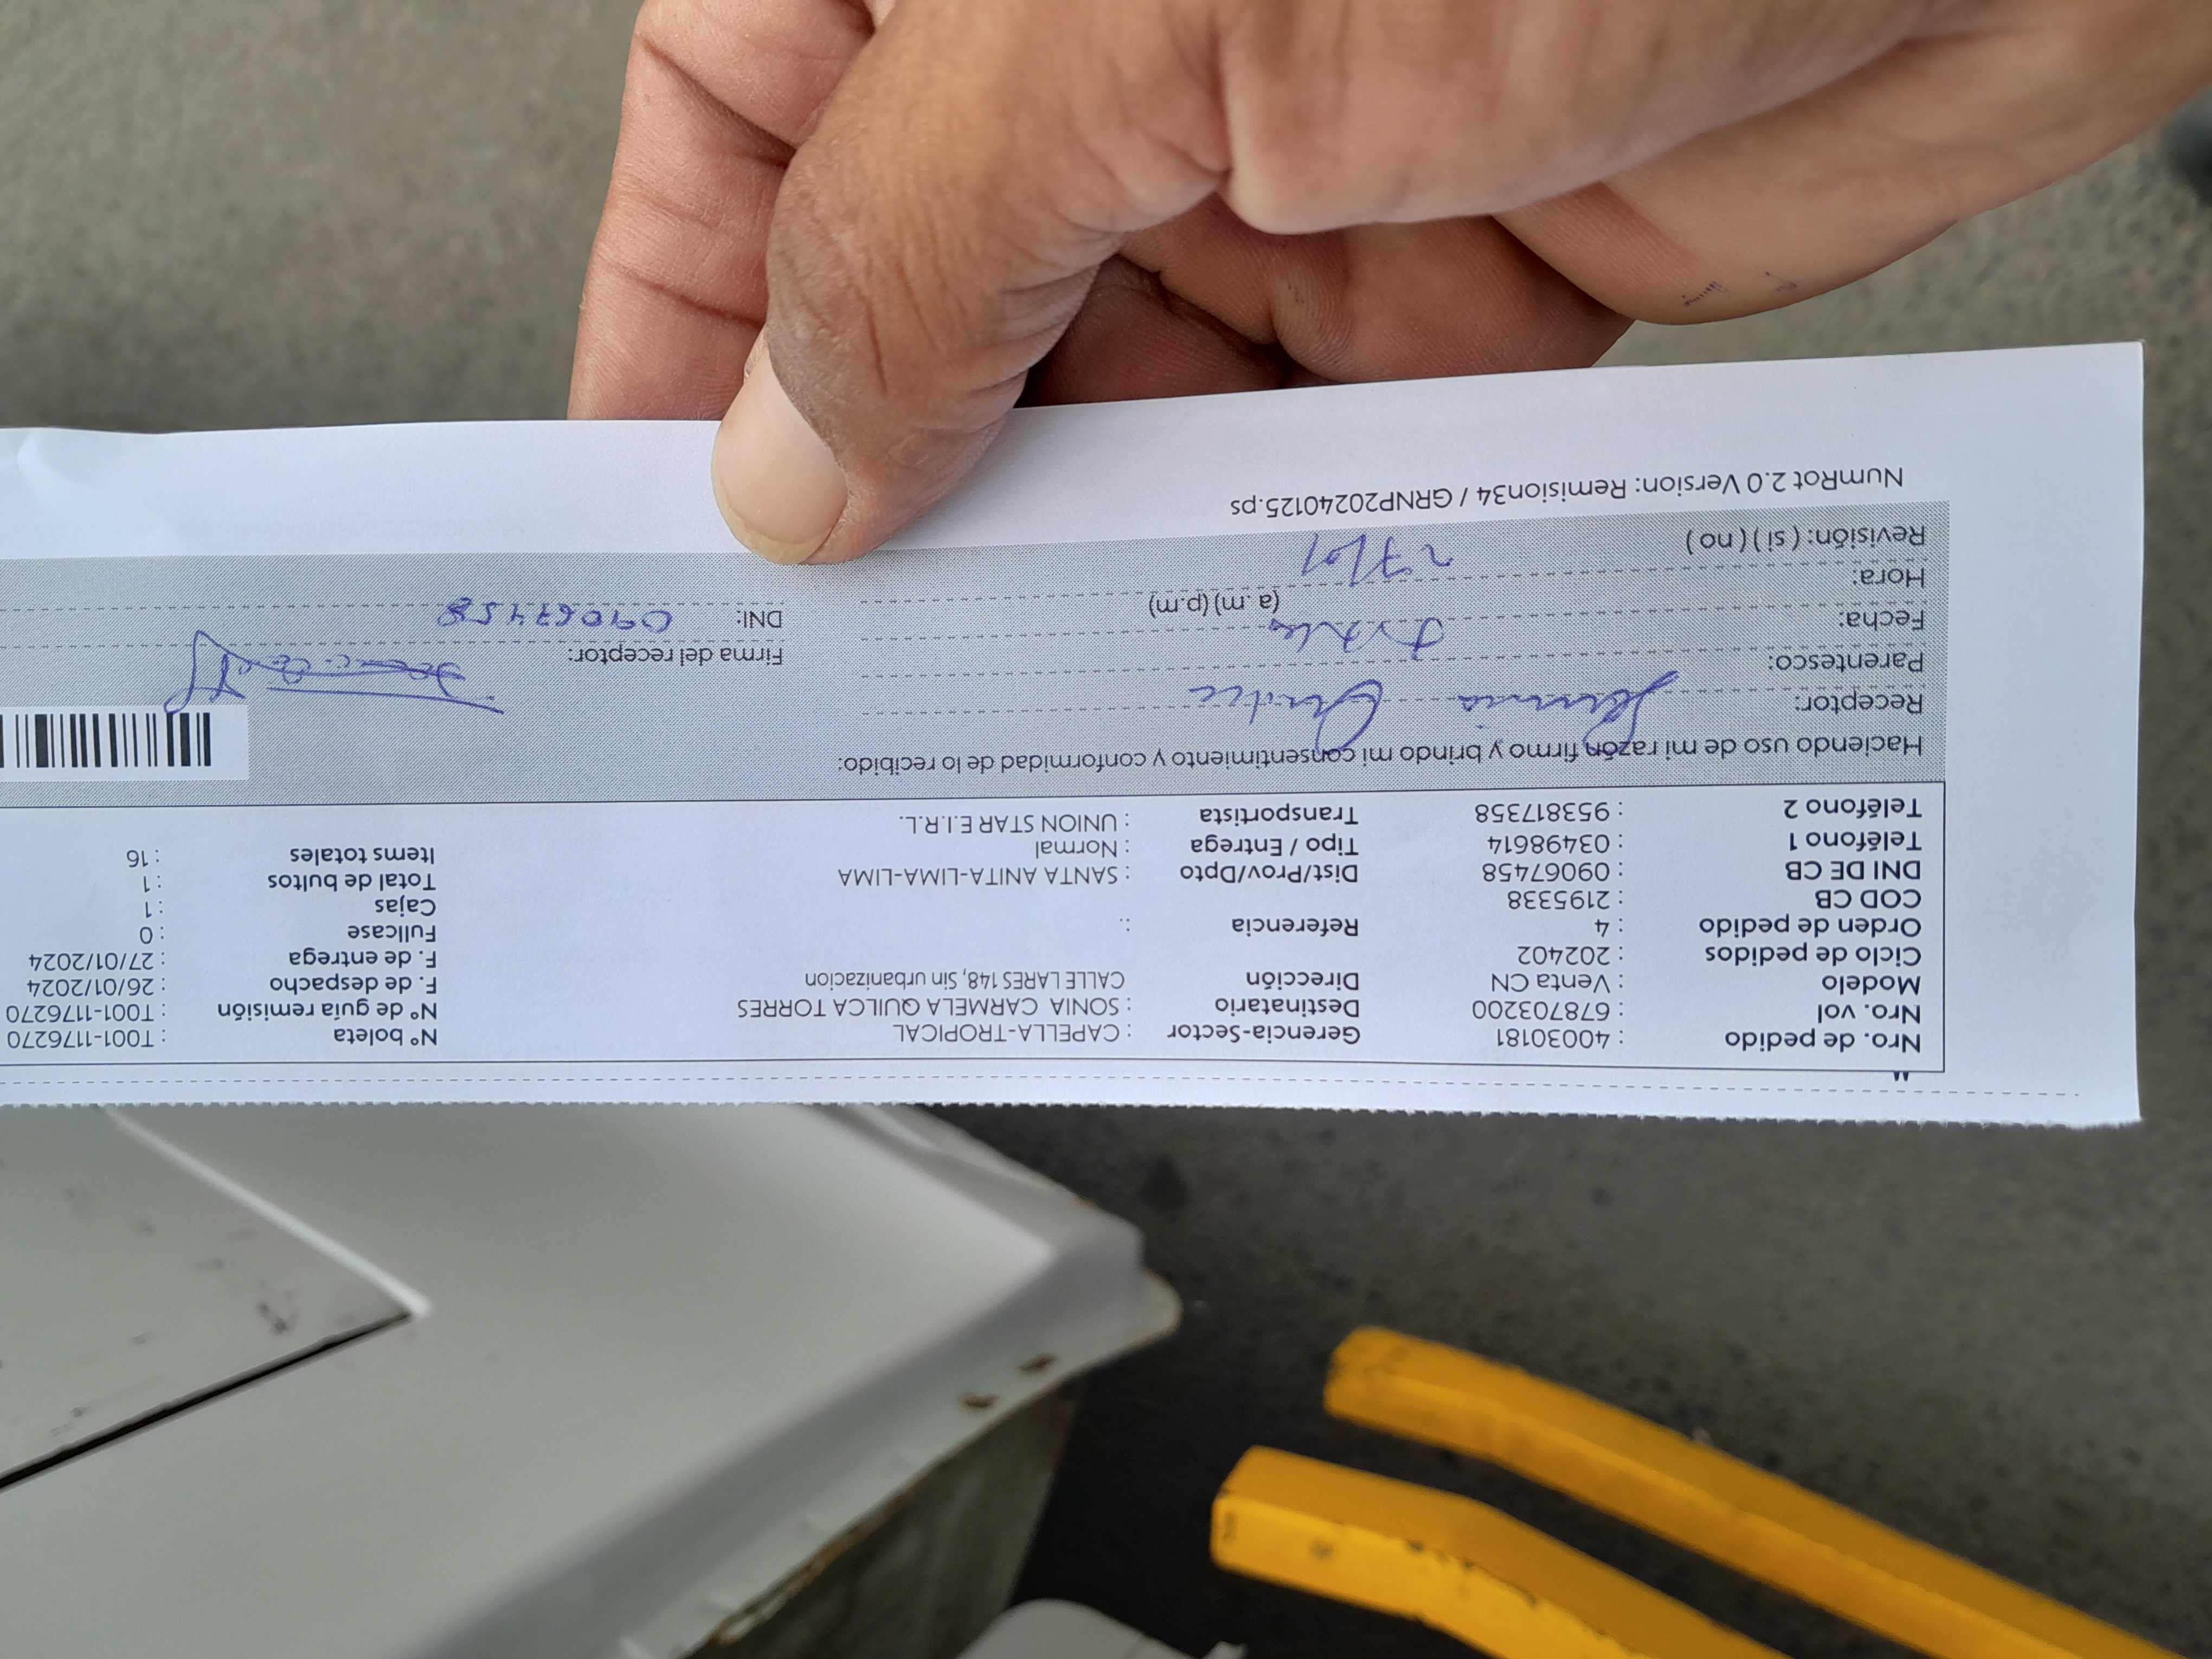 Nro. de pedido : 40030181 Gerencia-Sector : CAPELLA-TROPICAL N° boleta : T001-1176270
Nro. vol : 678703200 Destinatario : SONIA CARMELA QUILCA TORRES N° de guía remisión : T001-1176270
Modelo : Venta CN Dirección CALLE LARES 148, Sin urbanizacion F. de despacho : 26/01/2024
Ciclo de pedidos : 202402 F. de entrega : 27/01/2024
Orden de pedido : 4 Referencia : . Fullcase : 0
COD CB : 2195338 Cajas : 1
DNI DE CB : 09067458 Dist/Prov/Dpto : SANTA ANITA-LIMA-LIMA Total de bultos : 1
Teléfono 1 : 03498614 Tipo / Entrega : Normal Items totales : 16
Teléfono 2 : 953817358 Transportista : UNION STAR E.I.R.L.
Haciendo uso de mi razón firmo y brindo mi consentimiento y conformidad de lo recibido:
Receptor:
Parentesco: Firma del receptor:
Fecha: DNI: 09067458
Hora: (a.m) (p.m)
Revisión: ( si ) ( no ) 27/01
NumRot 2.0 Version: Remision34 / GRNP20240125.ps